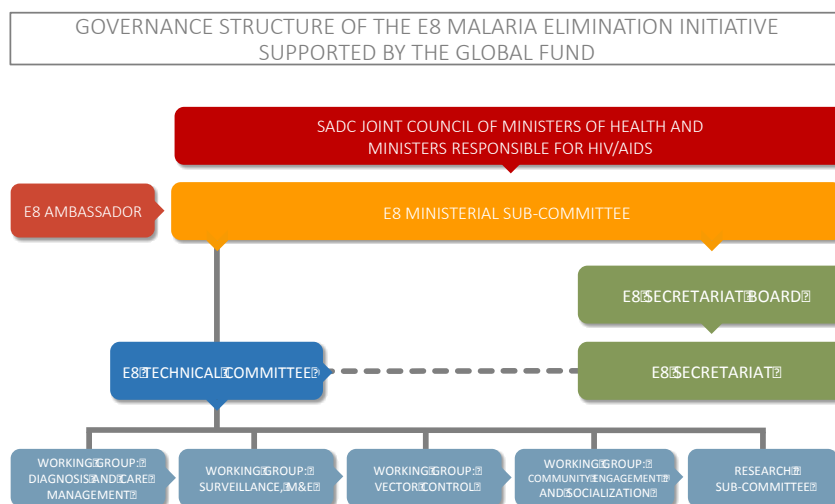 GOVERNANCE STRUCTURE OF THE E8 MALARIA ELIMINATION INITIATIVE
SUPPORTED BY THE GLOBAL FUND
SADC JOINT COUNCIL OF MINISTERS OF HEALTH AND
MINISTERS RESPONSIBLE FOR HIV/AIDS
E8 AMBASSADOR
E8 MINISTERIAL SUB-COMMITTEE
E8 SECRETARIAT BOARD
E8 TECHNICAL COMMITTEE
E8 SECRETARIAT
WORKING GROUP:
DIAGNOSIS AND CARE
MANAGEMENT
WORKING GROUP:
SURVEILLANCE, M&E
WORKING GROUP:
VECTOR CONTROL
WORKING GROUP:
COMMUNITY ENGAGEMENT
AND SOCIALIZATION
RESEARCH
SUB-COMMITTEE